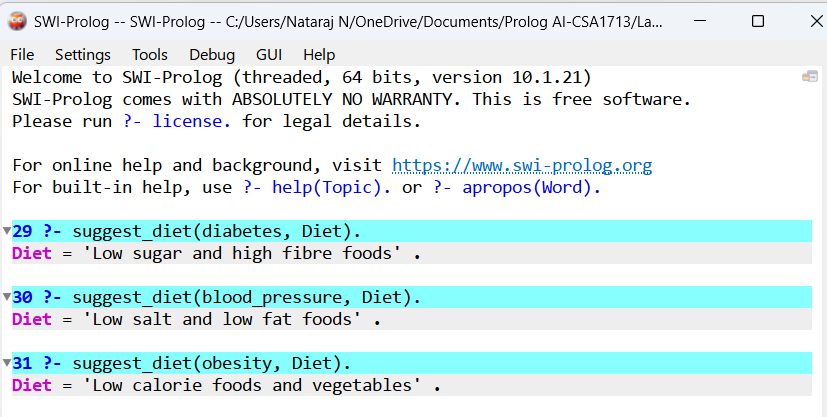 SWI-Prolog -- SWI-Prolog -- C:/Users/Nataraj N/OneDrive/Documents/Prolog AI-CSA1713/La...
File Settings Tools Debug GUI Help
Welcome to SWI-Prolog (threaded, 64 bits, version 10.1.21)
SWI-Prolog comes with ABSOLUTELY NO WARRANTY. This is free software.
Please run ?- license. for legal details.
For online help and background, visit https://www.swi-prolog.org
For built-in help, use ?- help(Topic). or ?- apropos(Word).
29 ?- suggest_diet(diabetes, Diet).
Diet = 'Low sugar and high fibre foods' .
30 ?- suggest_diet(blood_pressure, Diet).
Diet = 'Low salt and low fat foods' .
31 ?- suggest_diet(obesity, Diet).
Diet = 'Low calorie foods and vegetables' .